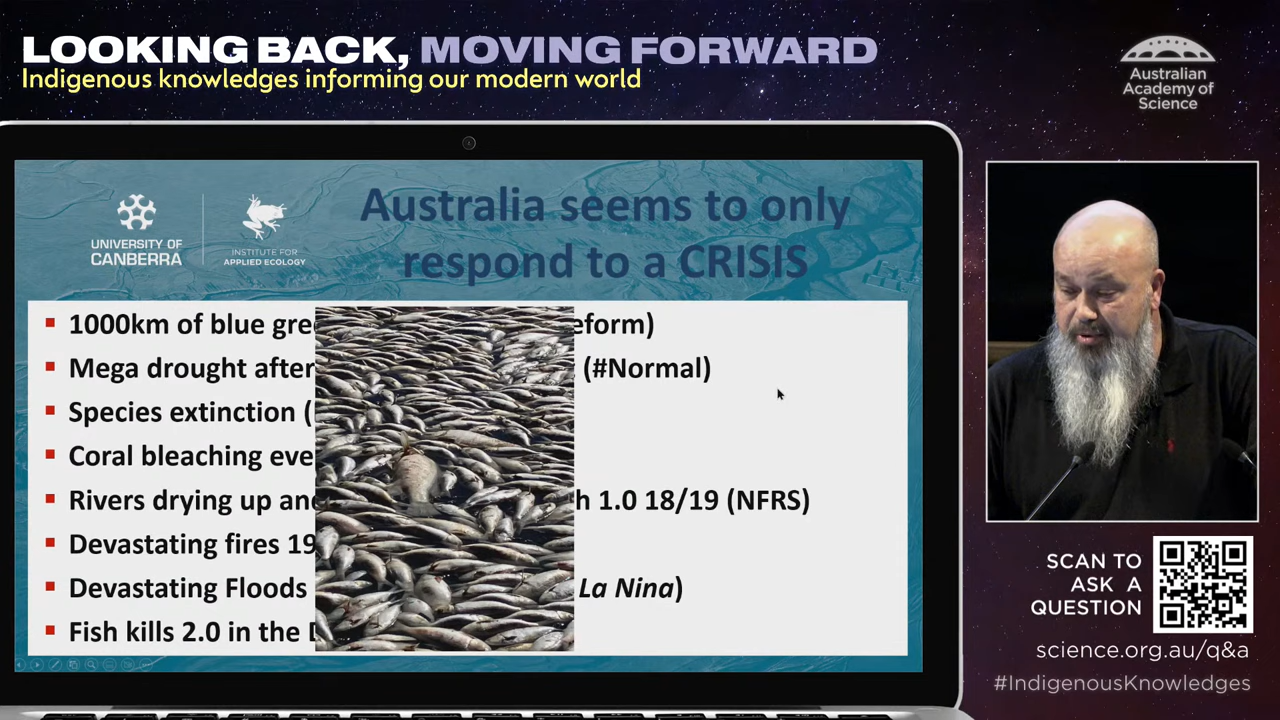 LOOKING BACK, MOVING FORWARD
Indigenous knowledges informing our modern world
Australian
Academy of
Science
UNIVERSITY OF
CANBERRA
INSTITUTE FOR
APPLIED ECOLOGY
Australia seems to only
respond to a CRISIS
1000km of blue gre eform)
Mega drought after (#Normal)
Species extinction (
Coral bleaching eve
Rivers drying up and h 1.0 18/19 (NFRS)
Devastating fires 19
Devastating Floods La Nina)
Fish kills 2.0 in the
SCAN TO
ASK A
QUESTION
science.org.au/q&a
#IndigenousKnowledges